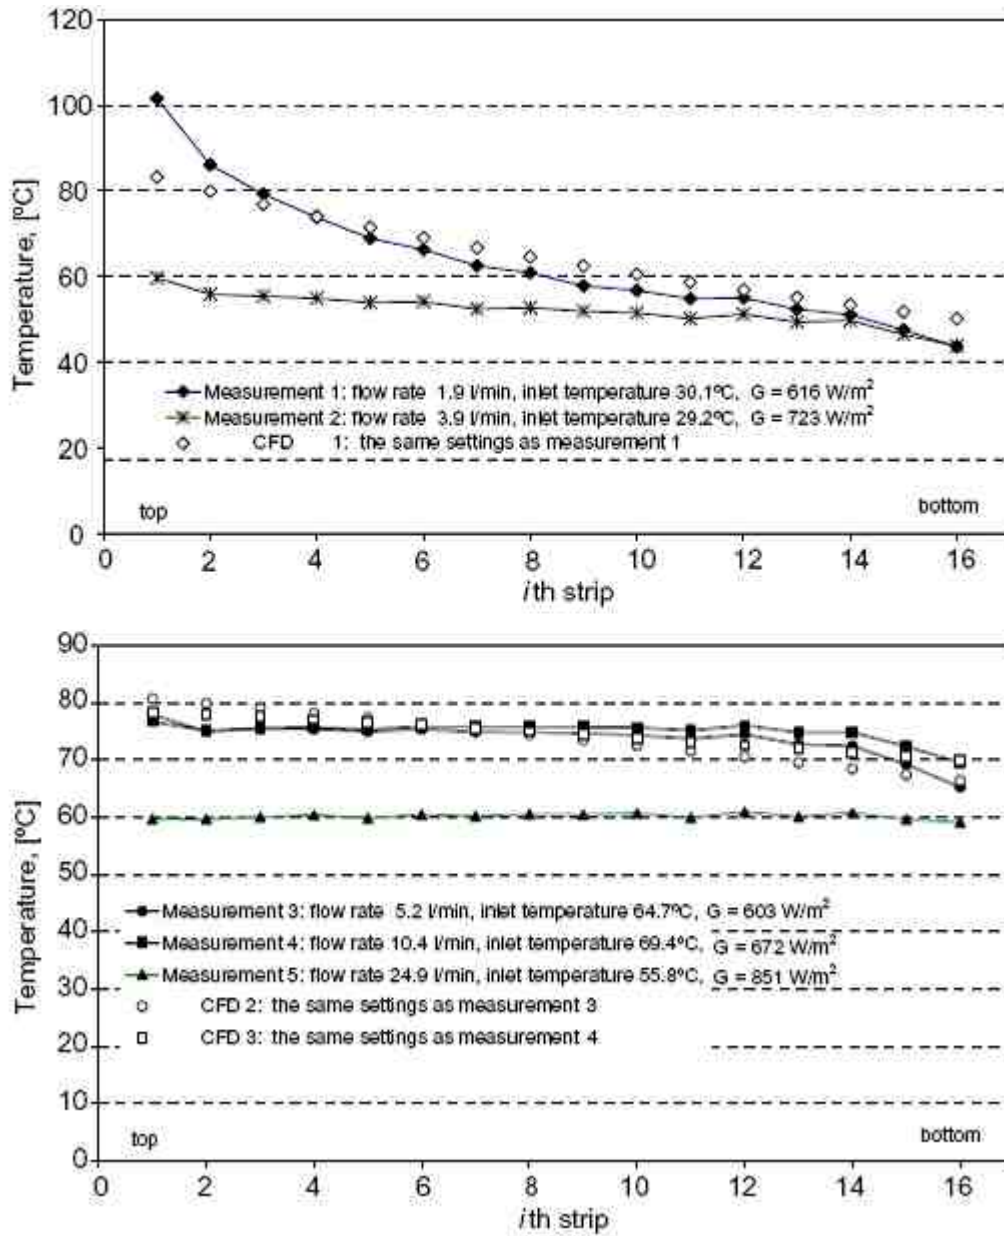 120
100
80
60
40
20
0
Temperature, [ºC]
Measurement 1: flow rate 1.9 l/min, inlet temperature 30.1ºC, G = 616 W/m²
Measurement 2: flow rate 3.9 l/min, inlet temperature 29.2ºC, G = 723 W/m²
CFD 1: the same settings as measurement 1
top
bottom
0 2 4 6 8 10 12 14 16
ith strip
90
80
70
60
50
40
30
20
10
0
Temperature, [ºC]
Measurement 3: flow rate 5.2 l/min, inlet temperature 64.7ºC, G = 603 W/m²
Measurement 4: flow rate 10.4 l/min, inlet temperature 69.4ºC, G = 672 W/m²
Measurement 5: flow rate 24.9 l/min, inlet temperature 55.8ºC, G = 851 W/m²
CFD 2: the same settings as measurement 3
CFD 3: the same settings as measurement 4
top
bottom
0 2 4 6 8 10 12 14 16
ith strip